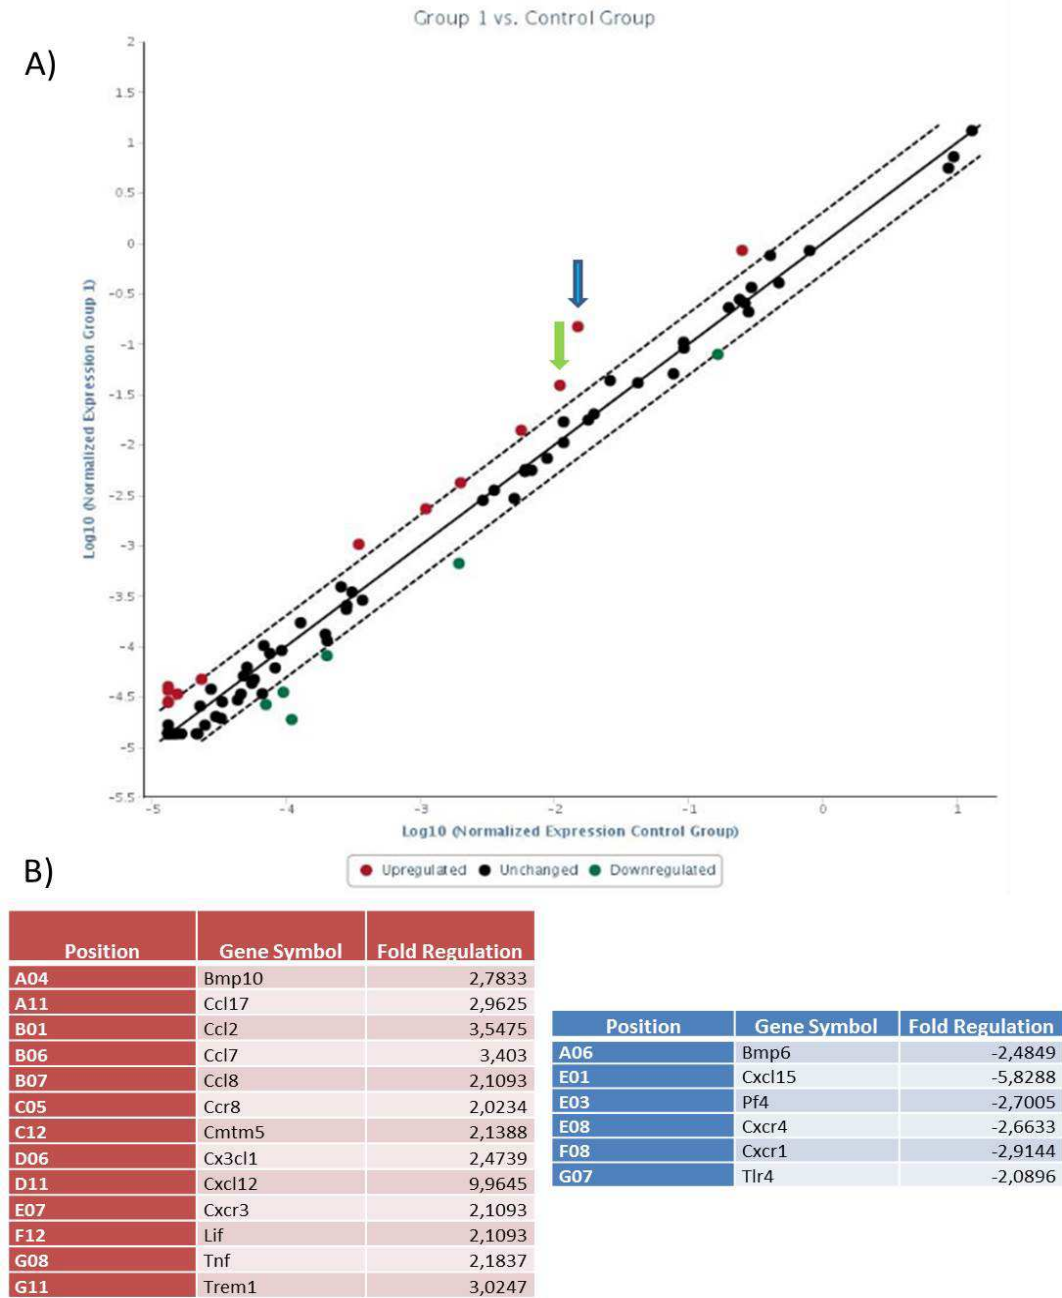 Group 1 vs. Control Group
A)
2
1.5
1
0.5
0
-0.5
-1
-1.5
-2
-2.5
-3
-3.5
-4
-4.5
-5
-5.5
Log10 (Normalized Expression Group 1)
-5 -4 -3 -2 -1 0 1
Log10 (Normalized Expression Control Group)
Upregulated Unchanged Downregulated
B)
Position Gene Symbol Fold Regulation
A04 Bmp10 2,7833
A11 Ccl17 2,9625
B01 Ccl2 3,5475
B06 Ccl7 3,403
B07 Ccl8 2,1093
C05 Ccr8 2,0234
C12 Cmtm5 2,1388
D06 Cx3cl1 2,4739
D11 Cxcl12 9,9645
E07 Cxcr3 2,1093
F12 Lif 2,1093
G08 Tnf 2,1837
G11 Trem1 3,0247
Position Gene Symbol Fold Regulation
A06 Bmp6 -2,4849
E01 Cxcl15 -5,8288
E03 Pf4 -2,7005
E08 Cxcr4 -2,6633
F08 Cxcr1 -2,9144
G07 Tlr4 -2,0896